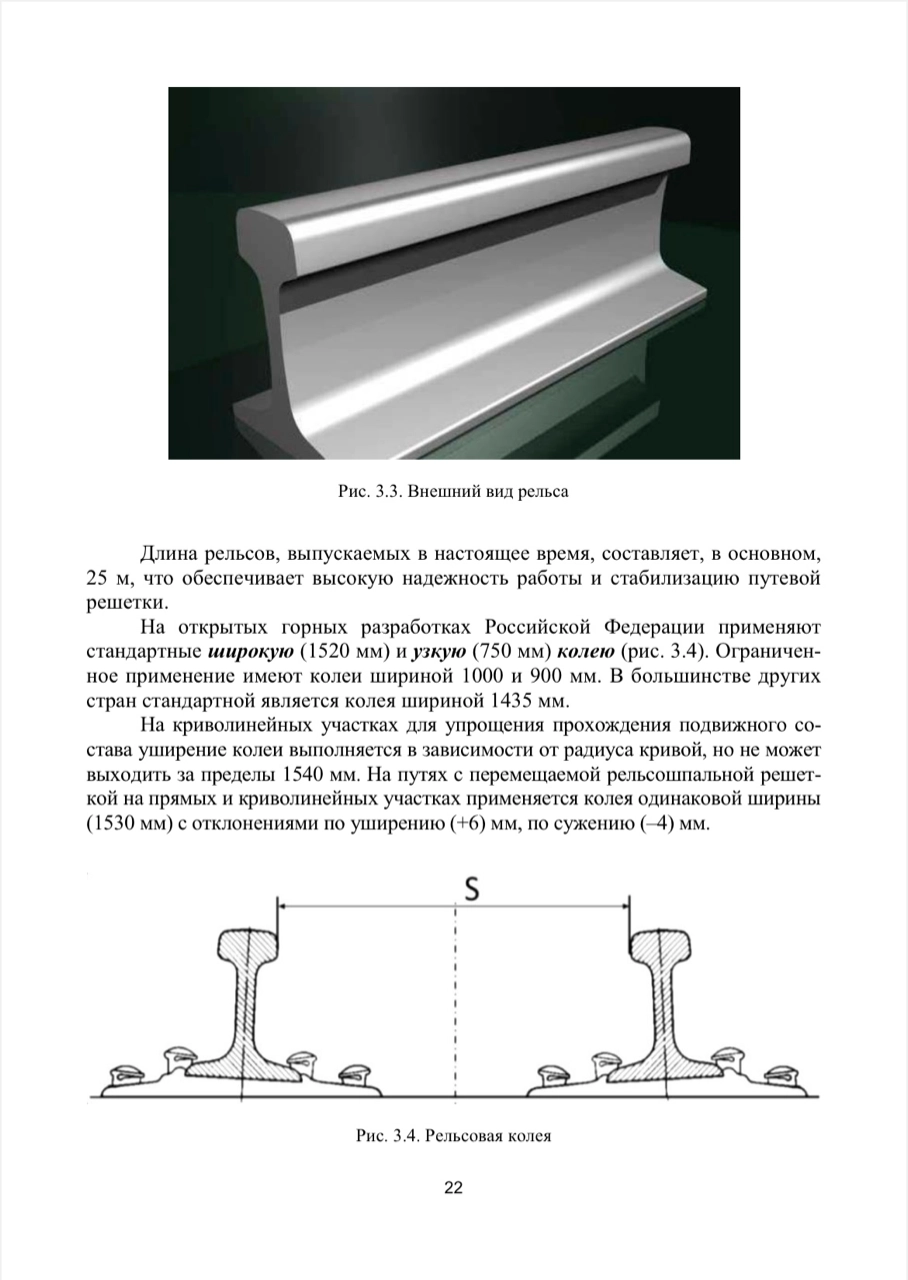 Рис. 3.3. Внешний вид рельса
Длина рельсов, выпускаемых в настоящее время, составляет, в основном,
25 м, что обеспечивает высокую надежность работы и стабилизацию путевой
решетки.
На открытых горных разработках Российской Федерации применяют
стандартные широкую (1520 мм) и узкую (750 мм) колею (рис. 3.4). Ограничен-
ное применение имеют колеи шириной 1000 и 900 мм. В большинстве других
стран стандартной является колея шириной 1435 мм.
На криволинейных участках для упрощения прохождения подвижного со-
става уширение колеи выполняется в зависимости от радиуса кривой, но не может
выходить за пределы 1540 мм. На путях с перемещаемой рельсошпальной решет-
кой на прямых и криволинейных участках применяется колея одинаковой ширины
(1530 мм) с отклонениями по уширению (+6) мм, по сужению (–4) мм.
S
Рис. 3.4. Рельсовая колея
22